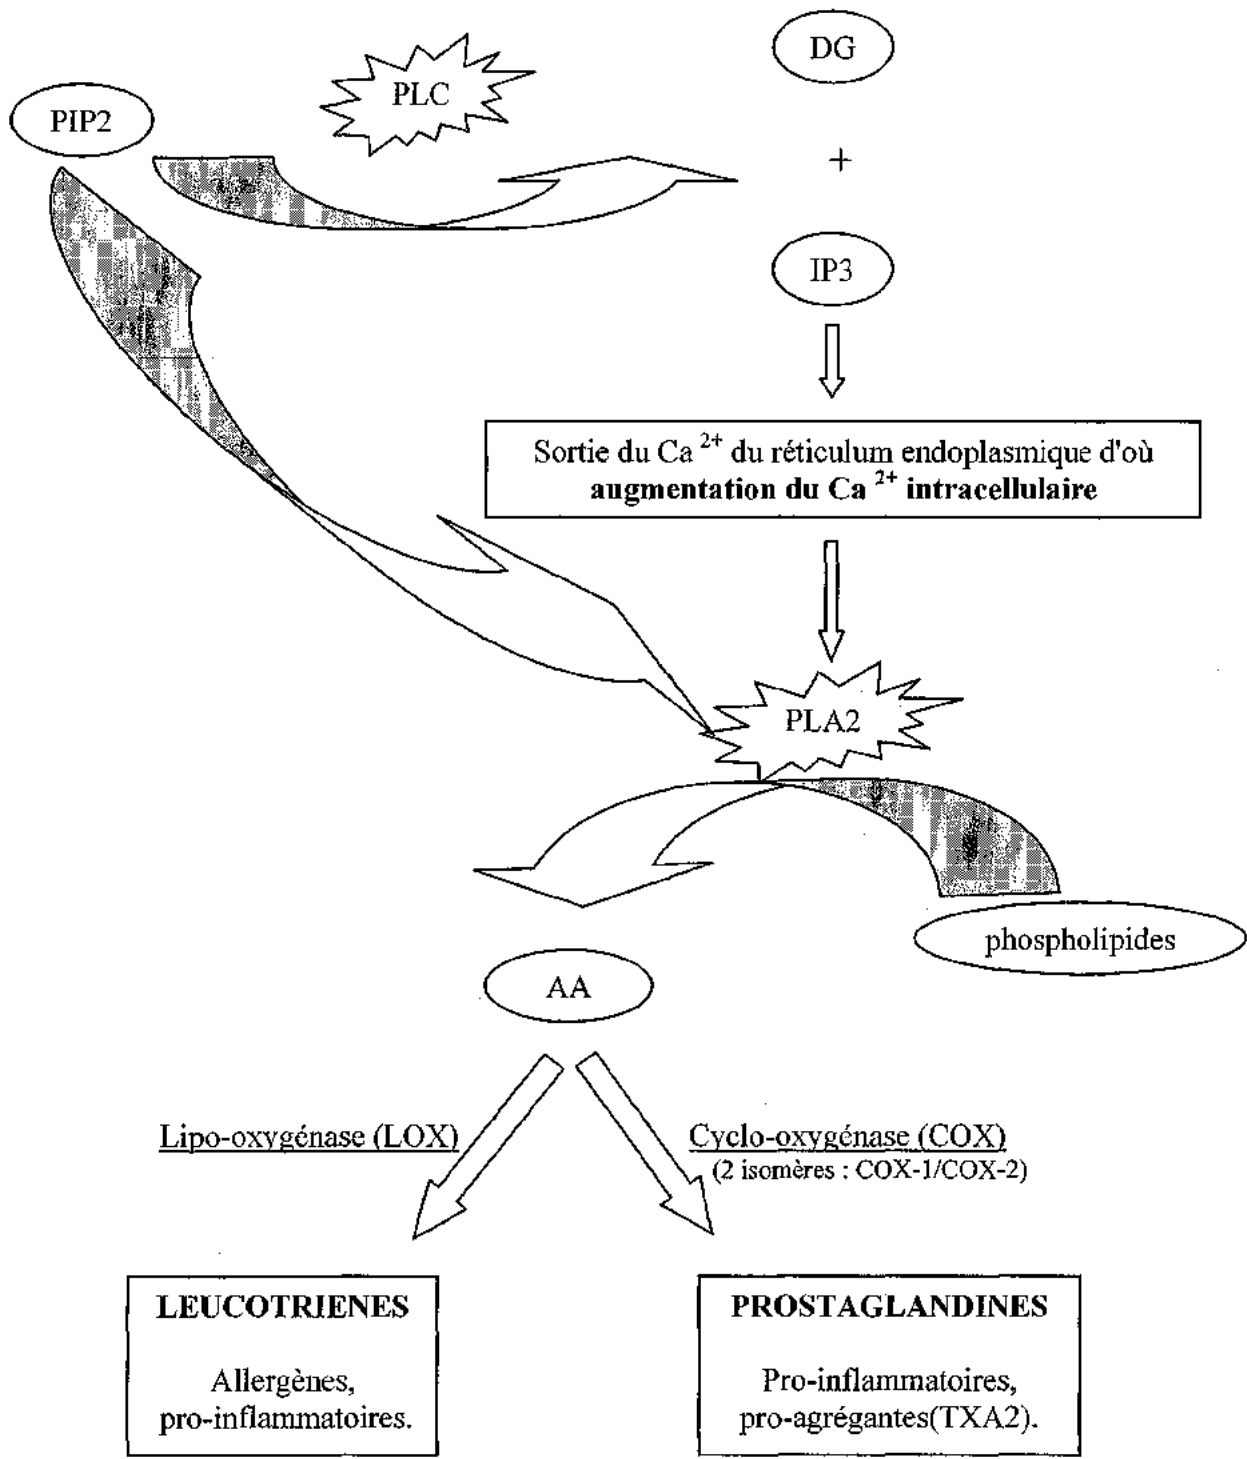 DG
PLC
PIP2
+
IP3
Sortie du Ca 2+ du réticulum endoplasmique d'où
augmentation du Ca 2+ intracellulaire
PLA2
phospholipides
AA
Lipo-oxygénase (LOX)
Cyclo-oxygénase (COX)
(2 isomères : COX-1/COX-2)
LEUCOTRIENES
Allergènes,
pro-inflammatoires.
PROSTAGLANDINES
Pro-inflammatoires,
pro-agrégantes(TXA2).